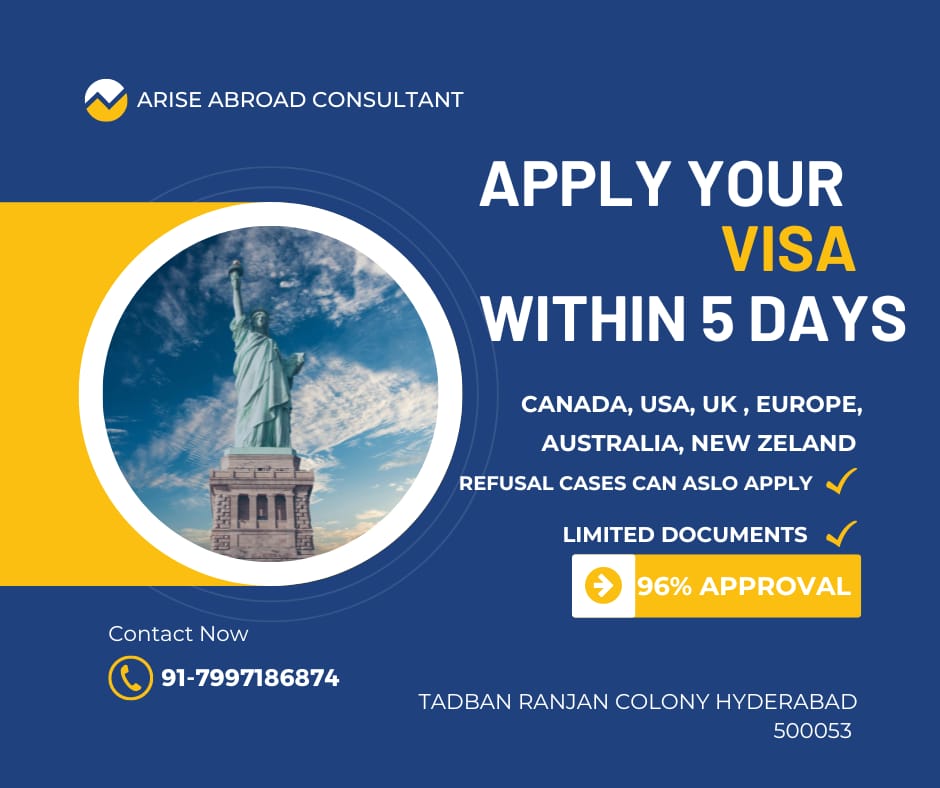 ARISE ABROAD CONSULTANT
APPLY YOUR
VISA
WITHIN 5 DAYS
CANADA, USA, UK , EUROPE,
AUSTRALIA, NEW ZELAND
REFUSAL CASES CAN ASLO APPLY
LIMITED DOCUMENTS
96% APPROVAL
Contact Now
91-7997186874
TADBAN RANJAN COLONY HYDERABAD
500053